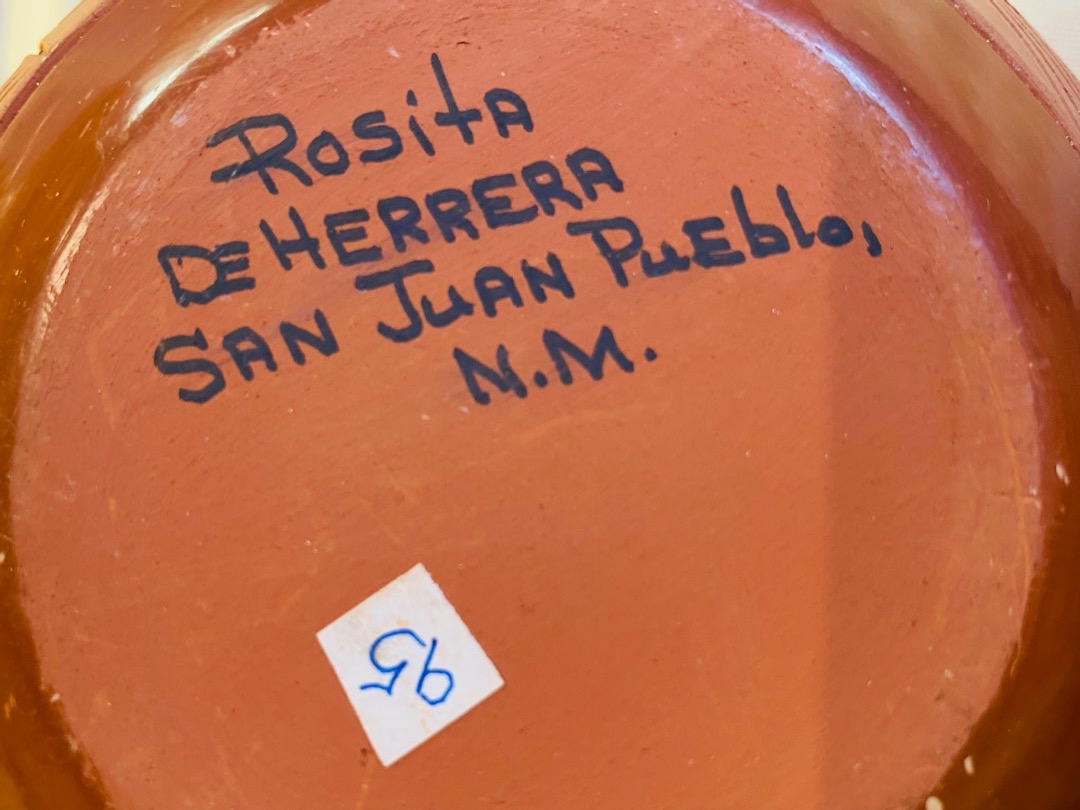 Rosita
DE HERRERA
SAN JUAN PuEblo,
N.M.
95